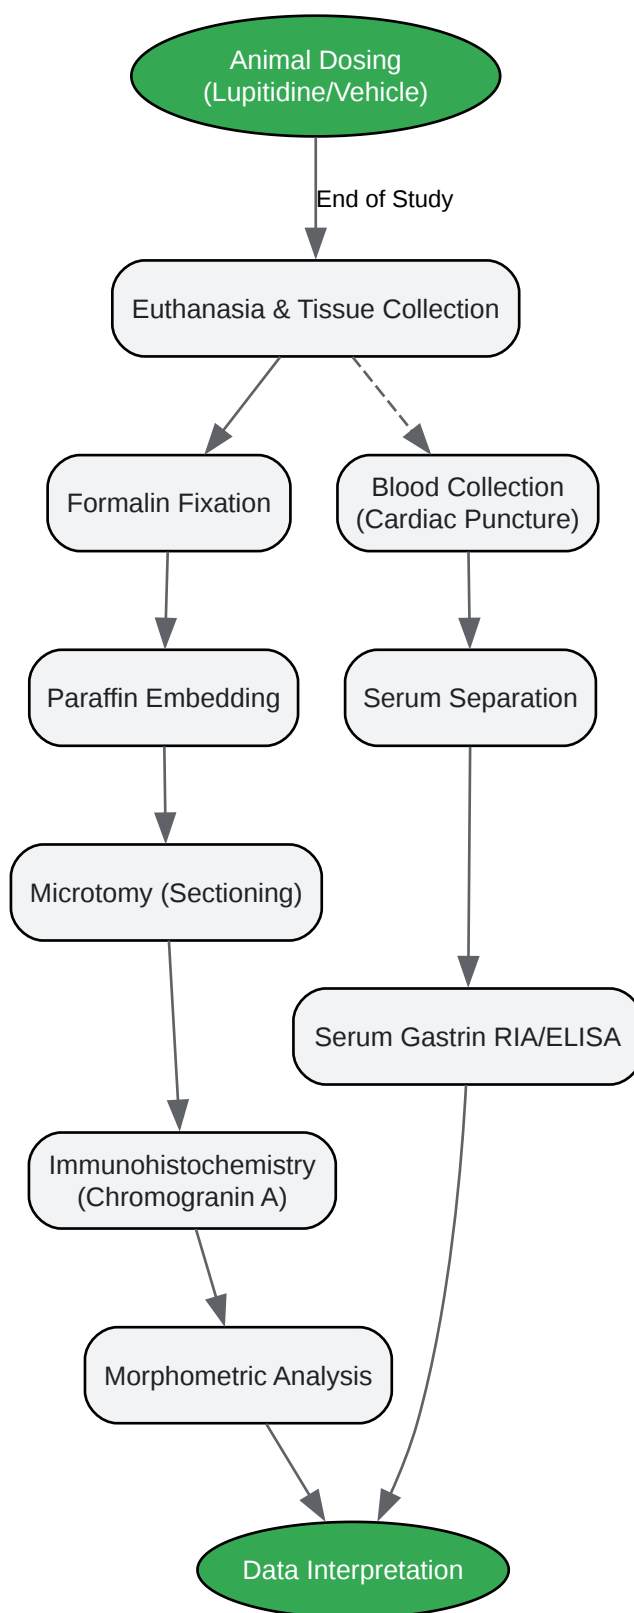 Animal Dosing
(Lupitidine/Vehicle)
End of Study
Euthanasia & Tissue Collection
Formalin Fixation
Blood Collection
(Cardiac Puncture)
Paraffin Embedding
Serum Separation
Microtomy (Sectioning)
Serum Gastrin RIA/ELISA
Immunohistochemistry
(Chromogranin A)
Morphometric Analysis
Data Interpretation